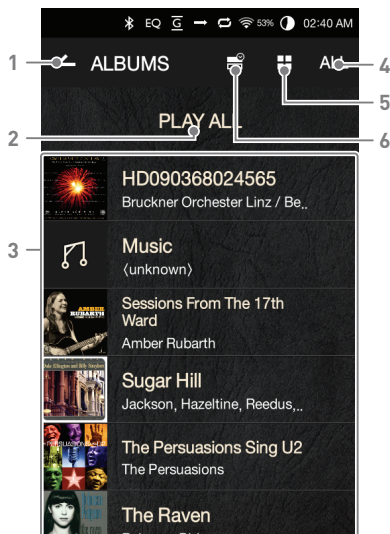 EQ G 53% 02:40 AM
1 ALBUMS ALL 4
5
2 PLAY ALL 6
HD090368024565
Bruckner Orchester Linz / Be..
3 Music
⟨unknown⟩
AMBER
RUBARTH
Sessions From The 17th
Ward
Amber Rubarth
Sugar Hill
Jackson, Hazeltine, Reedus,..
The Persuasions Sing U2
The Persuasions
The Raven